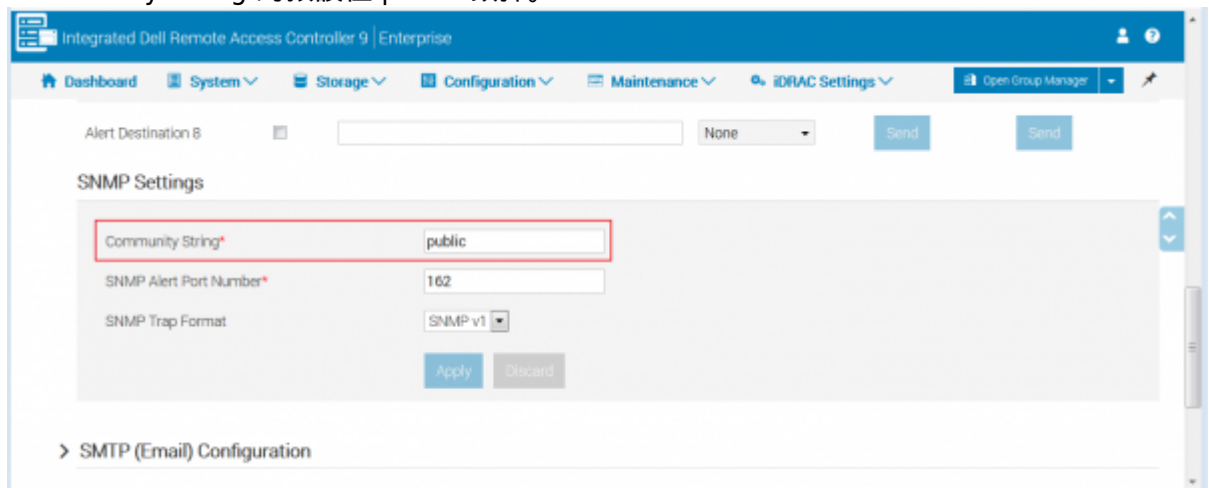 Integrated Dell Remote Access Controller 9 | Enterprise
Dashboard System Storage Configuration Maintenance iDRAC Settings Open Group Manager
Alert Destination 8 None Send Send
SNMP Settings
Community String* public
SNMP Alert Port Number* 162
SNMP Trap Format SNMP v1
Apply Discard
SMTP (Email) Configuration